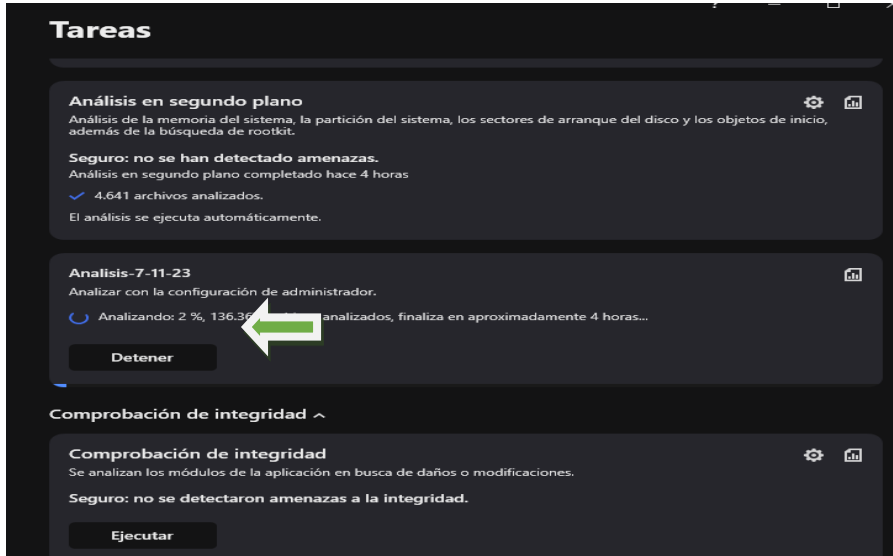 Tareas
Análisis en segundo plano
Análisis de la memoria del sistema, la partición del sistema, los sectores de arranque del disco y los objetos de inicio,
además de la búsqueda de rootkit.
Seguro: no se han detectado amenazas.
Análisis en segundo plano completado hace 4 horas
4.641 archivos analizados.
El análisis se ejecuta automáticamente.
Analisis-7-11-23
Analizar con la configuración de administrador.
Analizando: 2 %, analizados, finaliza en aproximadamente 4 horas...
Detener
Comprobación de integridad
Comprobación de integridad
Se analizan los módulos de la aplicación en busca de daños o modificaciones.
Seguro: no se detectaron amenazas a la integridad.
Ejecutar